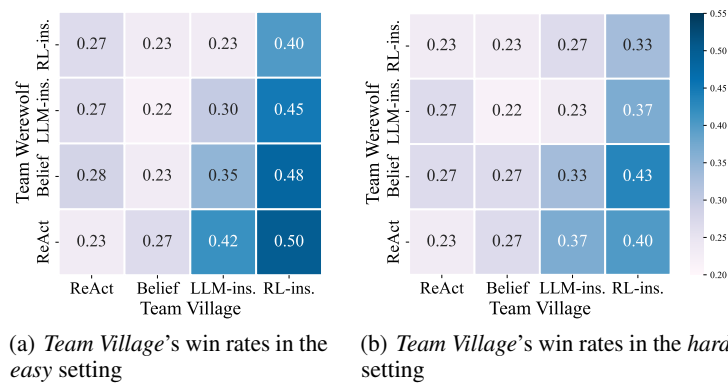 RL-ins. 0.27 0.23 0.23 0.40
LLM-ins. 0.27 0.22 0.30 0.45
Belief 0.28 0.23 0.35 0.48
ReAct 0.23 0.27 0.42 0.50
Team Werewolf
ReAct Belief LLM-ins. RL-ins.
Team Village
(a) Team Village's win rates in the
easy setting
RL-ins. 0.23 0.23 0.27 0.33
LLM-ins. 0.27 0.22 0.23 0.37
Belief 0.27 0.27 0.33 0.43
ReAct 0.23 0.27 0.37 0.40
Team Werewolf
ReAct Belief LLM-ins. RL-ins.
Team Village
0.55
0.50
0.45
0.40
0.35
0.30
0.25
0.20
(b) Team Village's win rates in the hard
setting